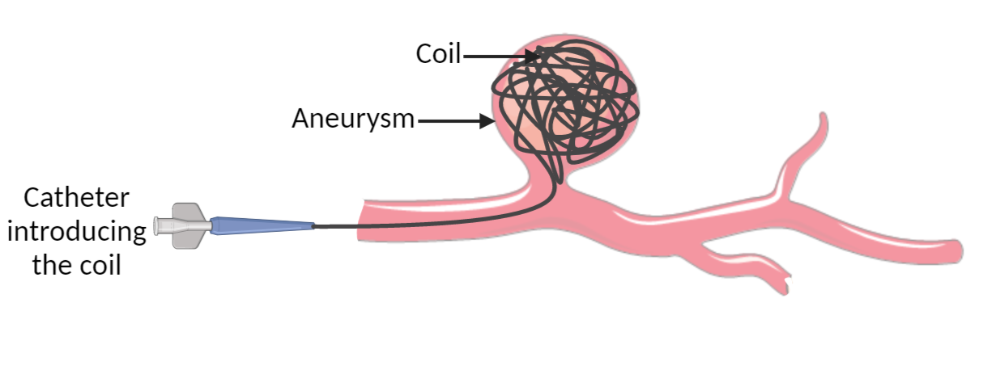 Coil
Aneurysm
Catheter
introducing
the coil